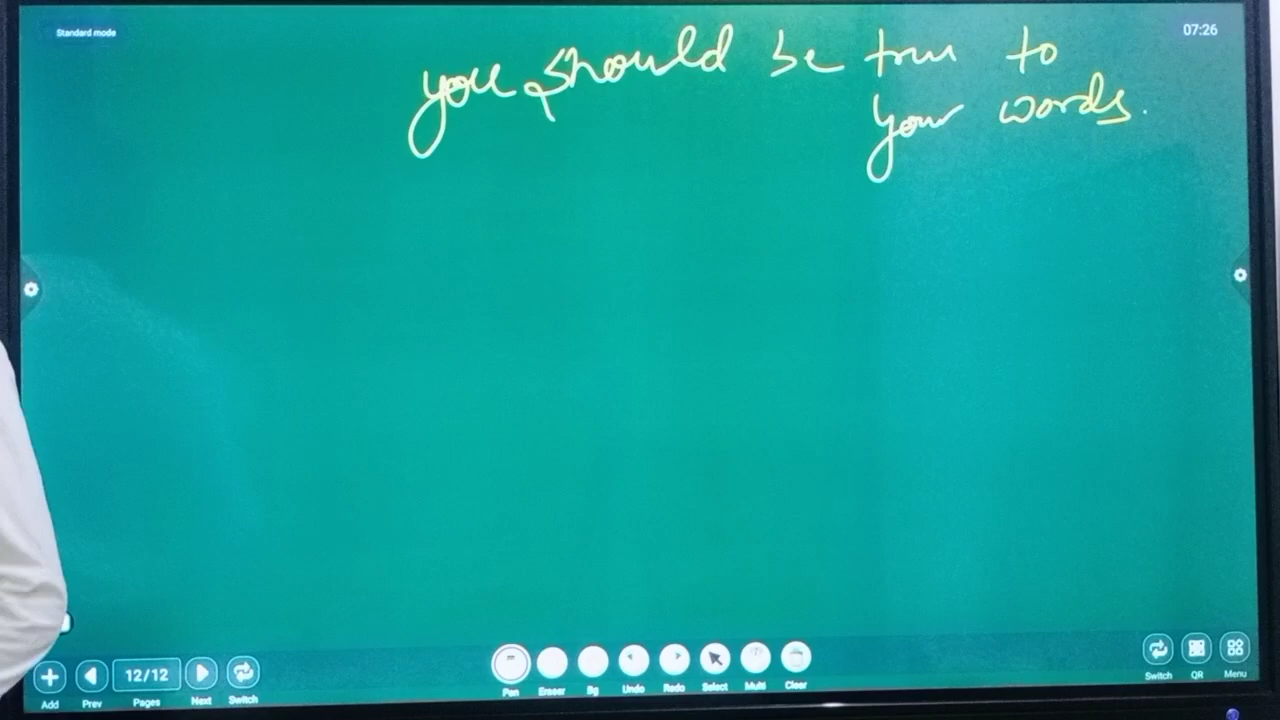 Standard mode
07:26
you should be true to
your words.
12/12
Add Prev Pages Next Switch
Pen Eraser Bg Undo Redo Select Multi Clear
Switch QR Menu